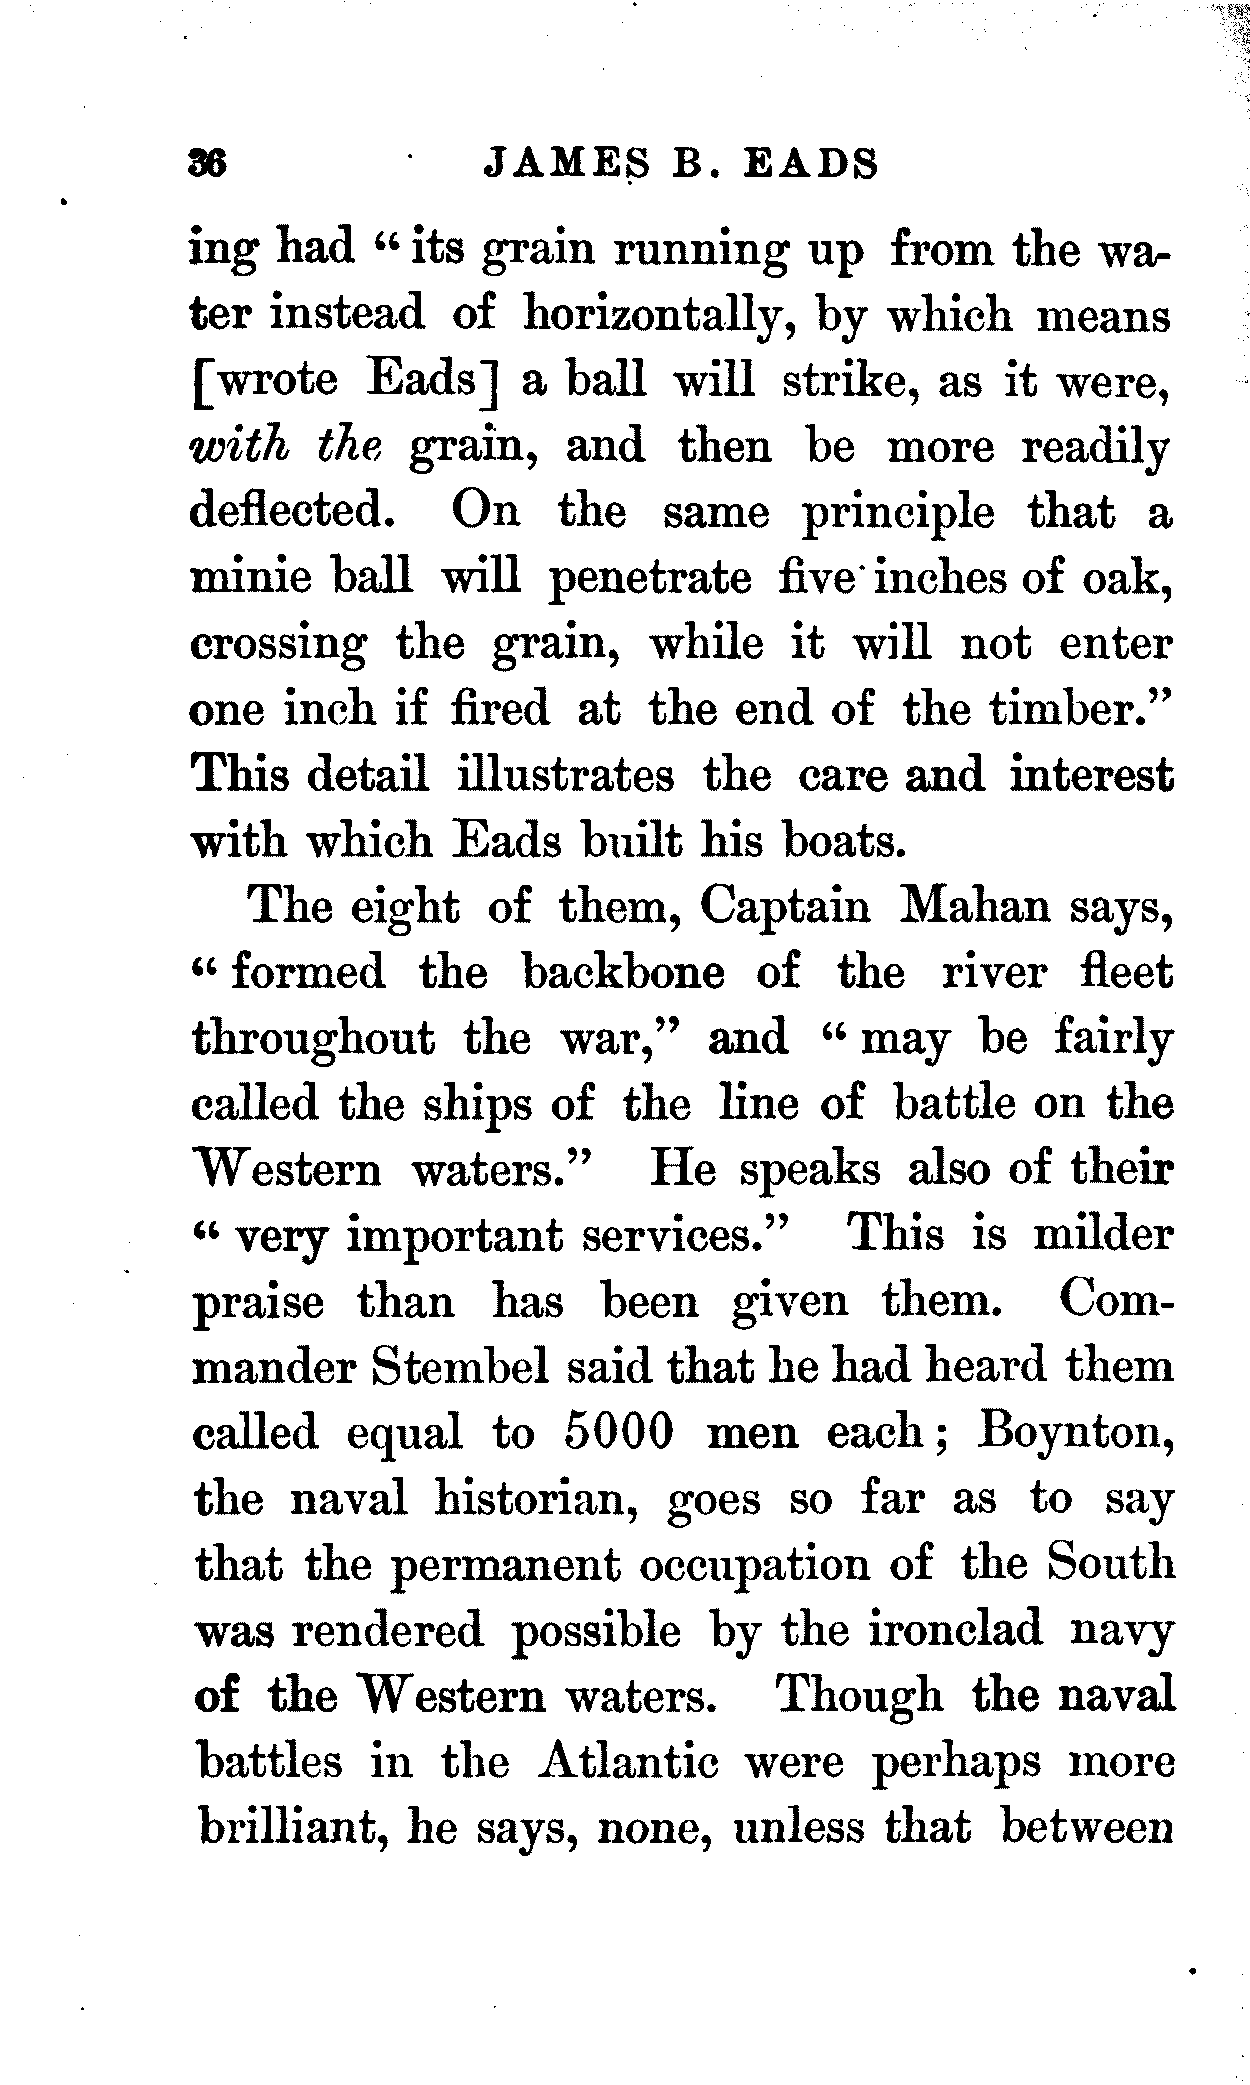 36 JAMES B. EADS
ing had “ its grain running up from the wa-
ter instead of horizontally, by which means
[wrote Eads] a ball will strike, as it were,
with the grain, and then be more readily
deflected. On the same principle that a
minie ball will penetrate five inches of oak,
crossing the grain, while it will not enter
one inch if fired at the end of the timber.”
This detail illustrates the care and interest
with which Eads built his boats.
The eight of them, Captain Mahan says,
“ formed the backbone of the river fleet
throughout the war,” and “ may be fairly
called the ships of the line of battle on the
Western waters.” He speaks also of their
“ very important services.” This is milder
praise than has been given them. Com-
mander Stembel said that he had heard them
called equal to 5000 men each ; Boynton,
the naval historian, goes so far as to say
that the permanent occupation of the South
was rendered possible by the ironclad navy
of the Western waters. Though the naval
battles in the Atlantic were perhaps more
brilliant, he says, none, unless that between